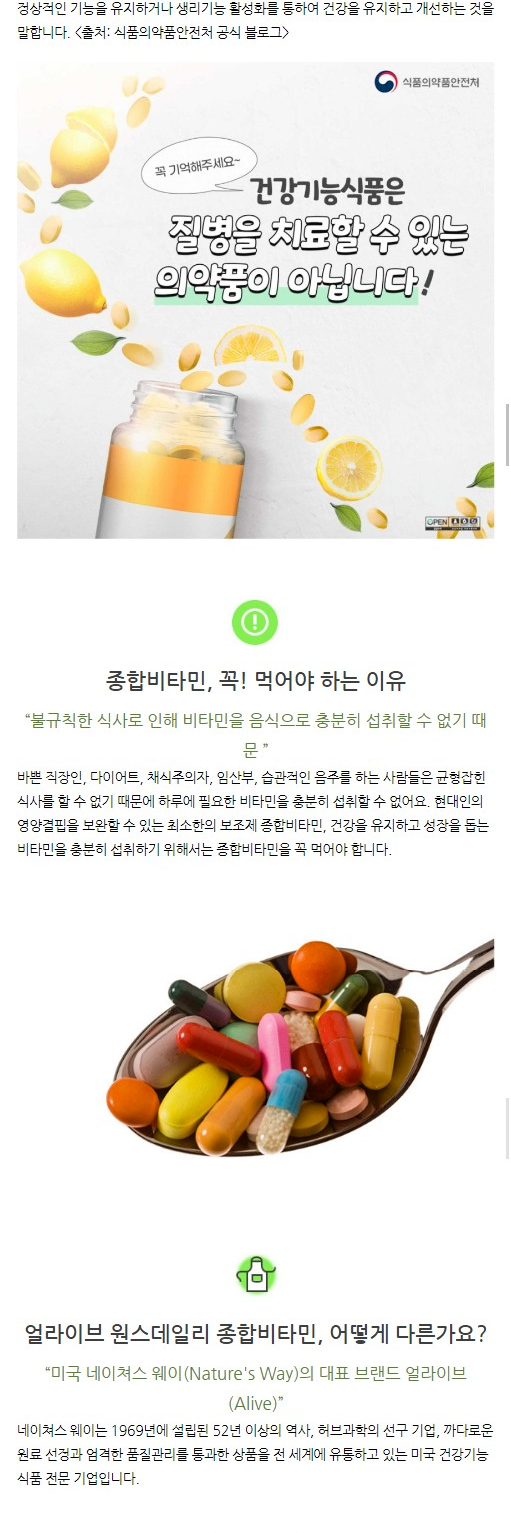 정상적인 기능을 유지하거나 생리기능 활성화를 통하여 건강을 유지하고 개선하는 것을
말합니다. <출처: 식품의약품안전처 공식 블로그>
식품의약품안전처
꼭 기억해주세요~
건강기능식품은
질병을 치료할 수 있는
의약품이 아닙니다!
OPEN
종합비타민, 꼭! 먹어야 하는 이유
“불규칙한 식사로 인해 비타민을 음식으로 충분히 섭취할 수 없기 때
문 ”
바쁜 직장인, 다이어트, 채식주의자, 임산부, 습관적인 음주를 하는 사람들은 균형잡힌
식사를 할 수 없기 때문에 하루에 필요한 비타민을 충분히 섭취할 수 없어요. 현대인의
영양결핍을 보완할 수 있는 최소한의 보조제 종합비타민, 건강을 유지하고 성장을 돕는
비타민을 충분히 섭취하기 위해서는 종합비타민을 꼭 먹어야 합니다.
얼라이브 원스데일리 종합비타민, 어떻게 다른가요?
“미국 네이쳐스 웨이(Nature's Way)의 대표 브랜드 얼라이브
(Alive)”
네이쳐스 웨이는 1969년에 설립된 52년 이상의 역사, 허브과학의 선구 기업, 까다로운
원료 선정과 엄격한 품질관리를 통과한 상품을 전 세계에 유통하고 있는 미국 건강기능
식품 전문 기업입니다.